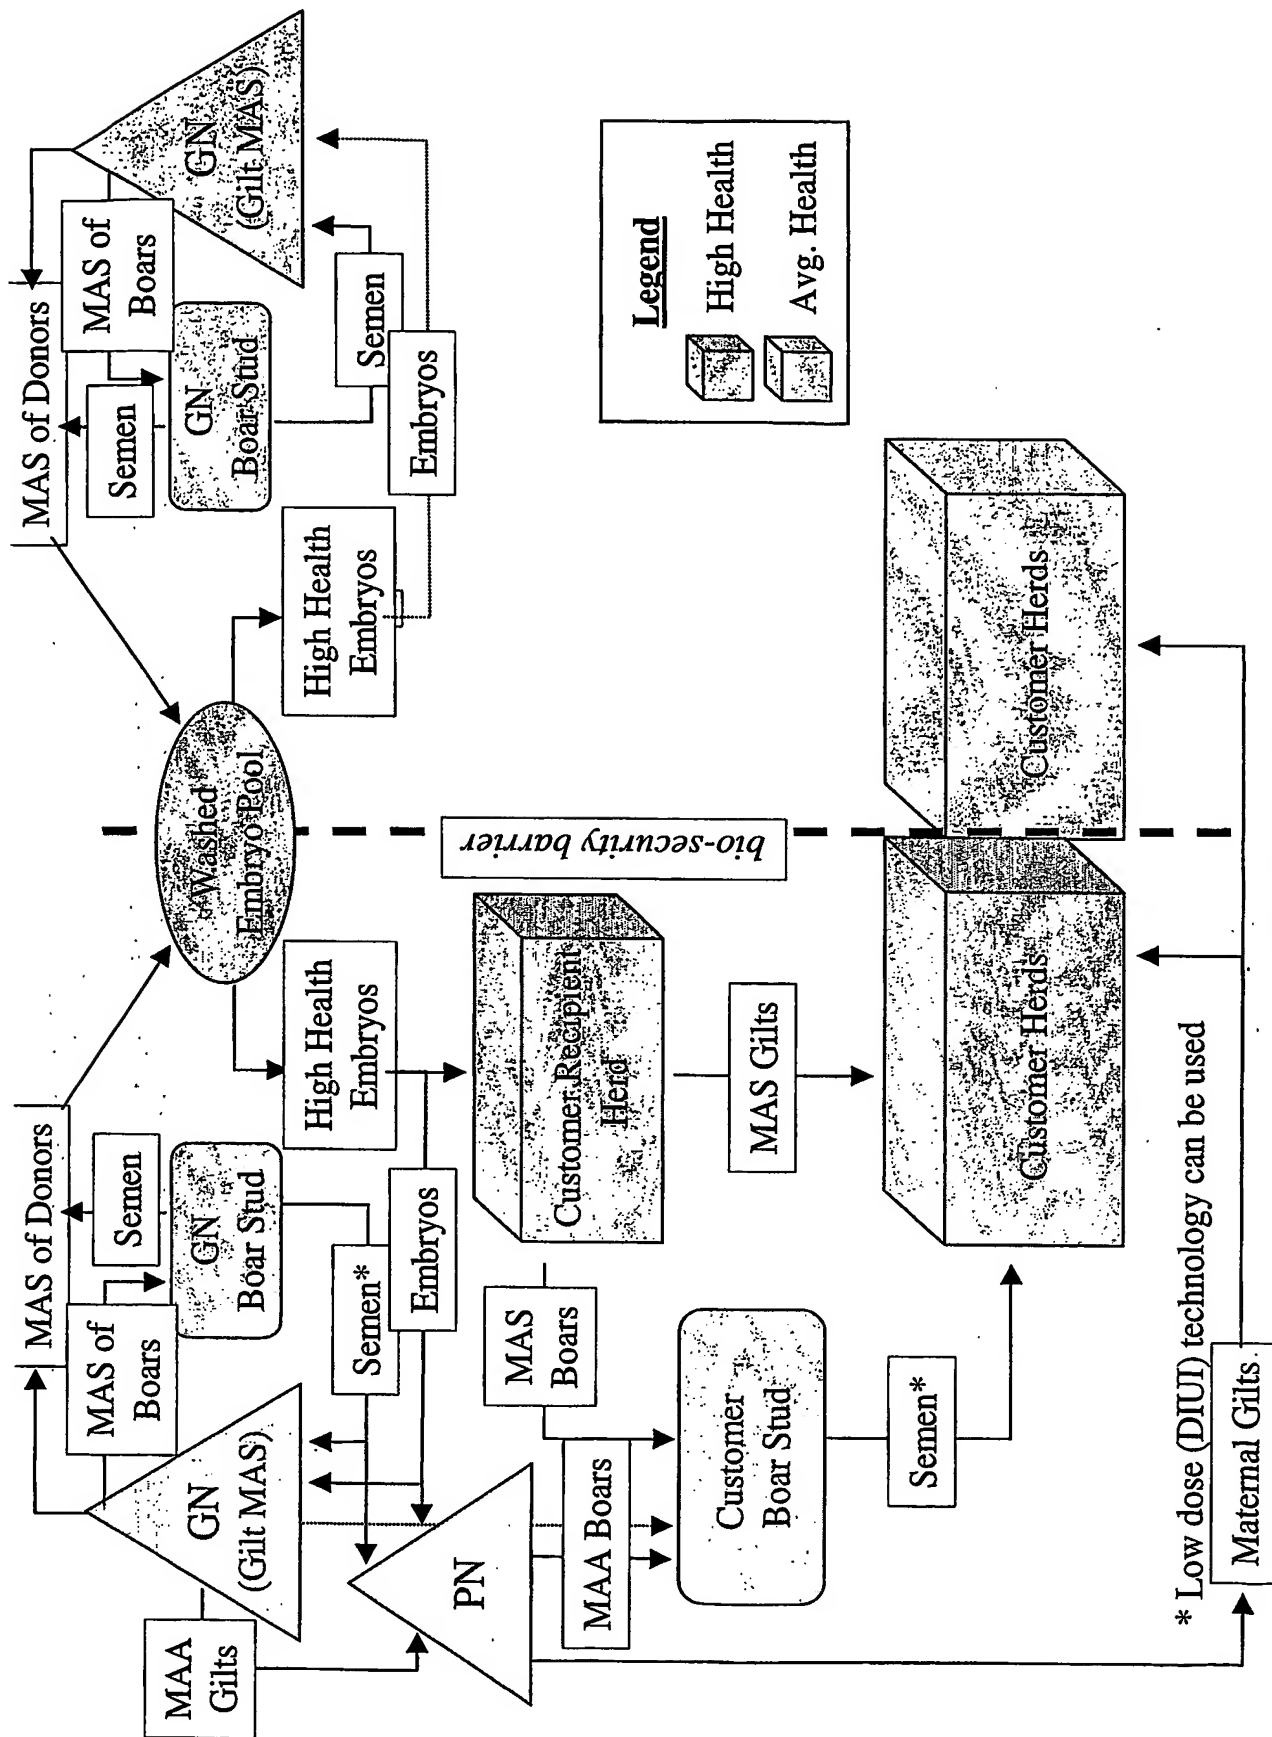 MAS of Donors
MAS of
Boars
Semen
GN
Boar Stud
GN
(Gilt MAS)
MAA
Gilts
Semen*
Embryos
High Health
Embryos
Washed
Embryo Pool
MAS of Donors
Semen
MAS of
Boars
GN
Boar Stud
GN
(Gilt MAS)
High Health
Embryos
Semen
Embryos
PN
MAS
Boars
MAA Boars
Customer Recipient
Herd
bio-security barrier
Legend
High Health
Avg. Health
Customer
Boar Stud
MAS Gilts
Semen*
Customer Herds
Customer Herds
* Low dose (DIUI) technology can be used
Maternal Gilts